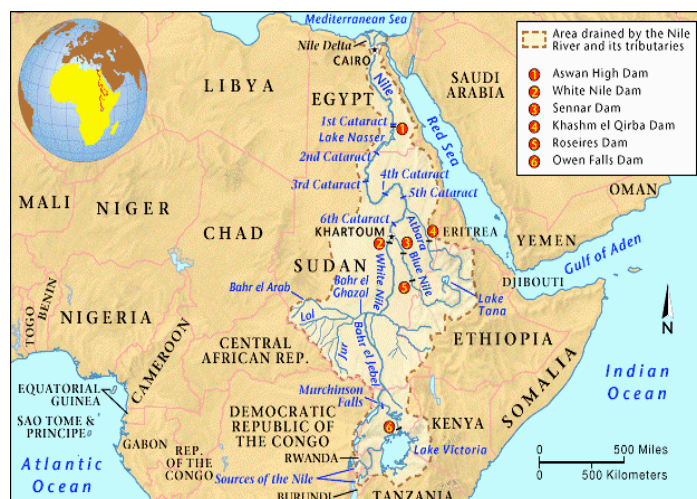 Mediterranean Sea
Nile Delta
CAIRO
Nile
LIBYA
EGYPT
SAUDI
ARABIA
1st Cataract
Lake Nasser
1
Red Sea
2nd Cataract
4th Cataract
3rd Cataract
5th Cataract
OMAN
MALI
NIGER
CHAD
6th Cataract
KHARTOUM
Atbara
4
ERITREA
YEMEN
2
3
SUDAN
White Nile
Blue Nile
5
Gulf of Aden
DJIBOUTI
Bahr el Arab
Bahr el
Ghazal
Lake
Tana
TOGO
BENIN
NIGERIA
Lol
Jur
Bahr el Jebel
CENTRAL
AFRICAN REP.
ETHIOPIA
CAMEROON
SOMALIA
N
EQUATORIAL
GUINEA
SAO TOME &
PRINCIPE
GABON
REP.
OF THE
CONGO
Murchinson
Falls
DEMOCRATIC
REPUBLIC
OF THE CONGO
6
KENYA
Lake Victoria
Indian
Ocean
RWANDA
Sources of the Nile
BURUNDI
TANZANIA
Atlantic
Ocean
0 500 Miles
0 500 Kilometers
Area drained by the Nile
River and its tributaries
1 Aswan High Dam
2 White Nile Dam
3 Sennar Dam
4 Khashm el Qirba Dam
5 Roseires Dam
6 Owen Falls Dam